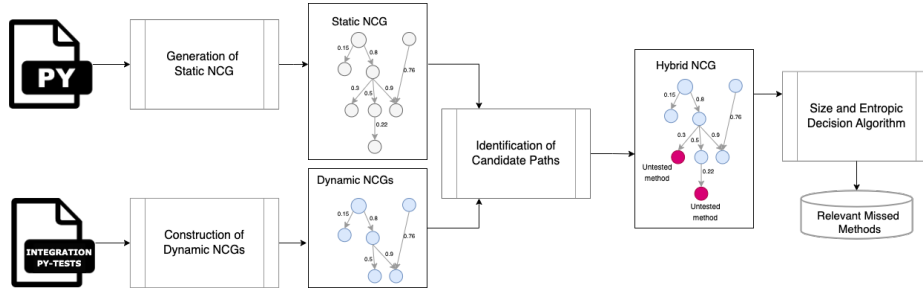 PY
Generation of
Static NCG
Static NCG
0.15
0.8
0.76
0.3
0.5
0.9
0.22
INTEGRATION
PY-TESTS
Construction of
Dynamic NCGs
Dynamic NCGs
0.15
0.8
0.76
0.9
0.5
Identification of
Candidate Paths
Hybrid NCG
0.15
0.8
0.76
0.3
0.5
0.9
0.22
Untested
method
Untested
method
Size and Entropic
Decision Algorithm
Relevant Missed
Methods